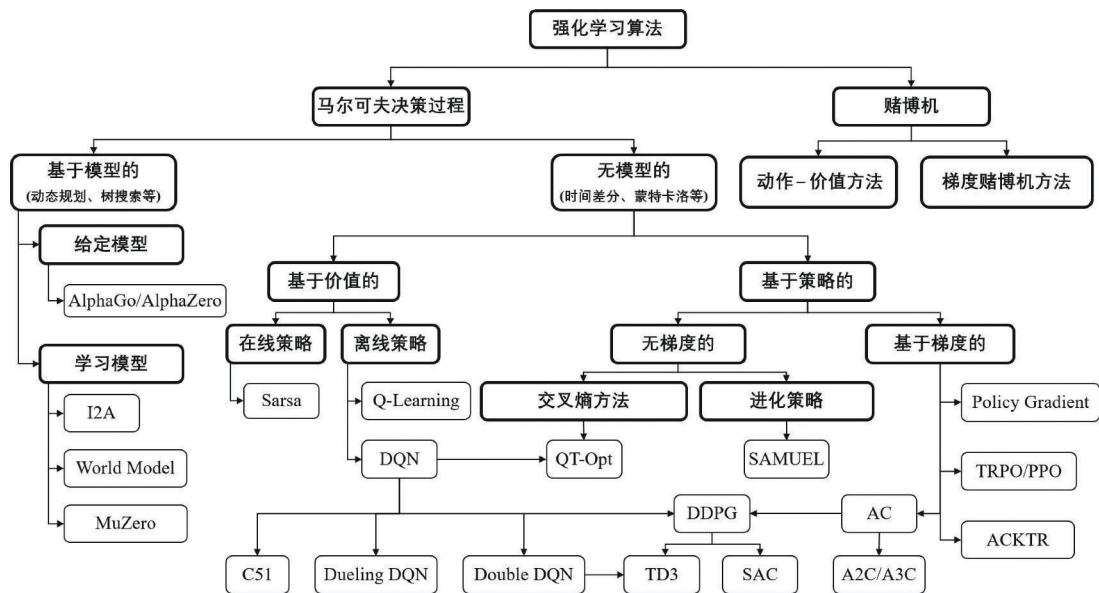 强化学习算法
马尔可夫决策过程
赌博机
基于模型的
(动态规划、树搜索等)
无模型的
(时间差分、蒙特卡洛等)
动作－价值方法
梯度赌博机方法
给定模型
AlphaGo/AlphaZero
基于价值的
基于策略的
在线策略
离线策略
无梯度的
基于梯度的
学习模型
Sarsa
Q-Learning
交叉熵方法
进化策略
Policy Gradient
I2A
DQN
QT-Opt
SAMUEL
World Model
TRPO/PPO
MuZero
DDPG
AC
ACKTR
C51
Dueling DQN
Double DQN
TD3
SAC
A2C/A3C